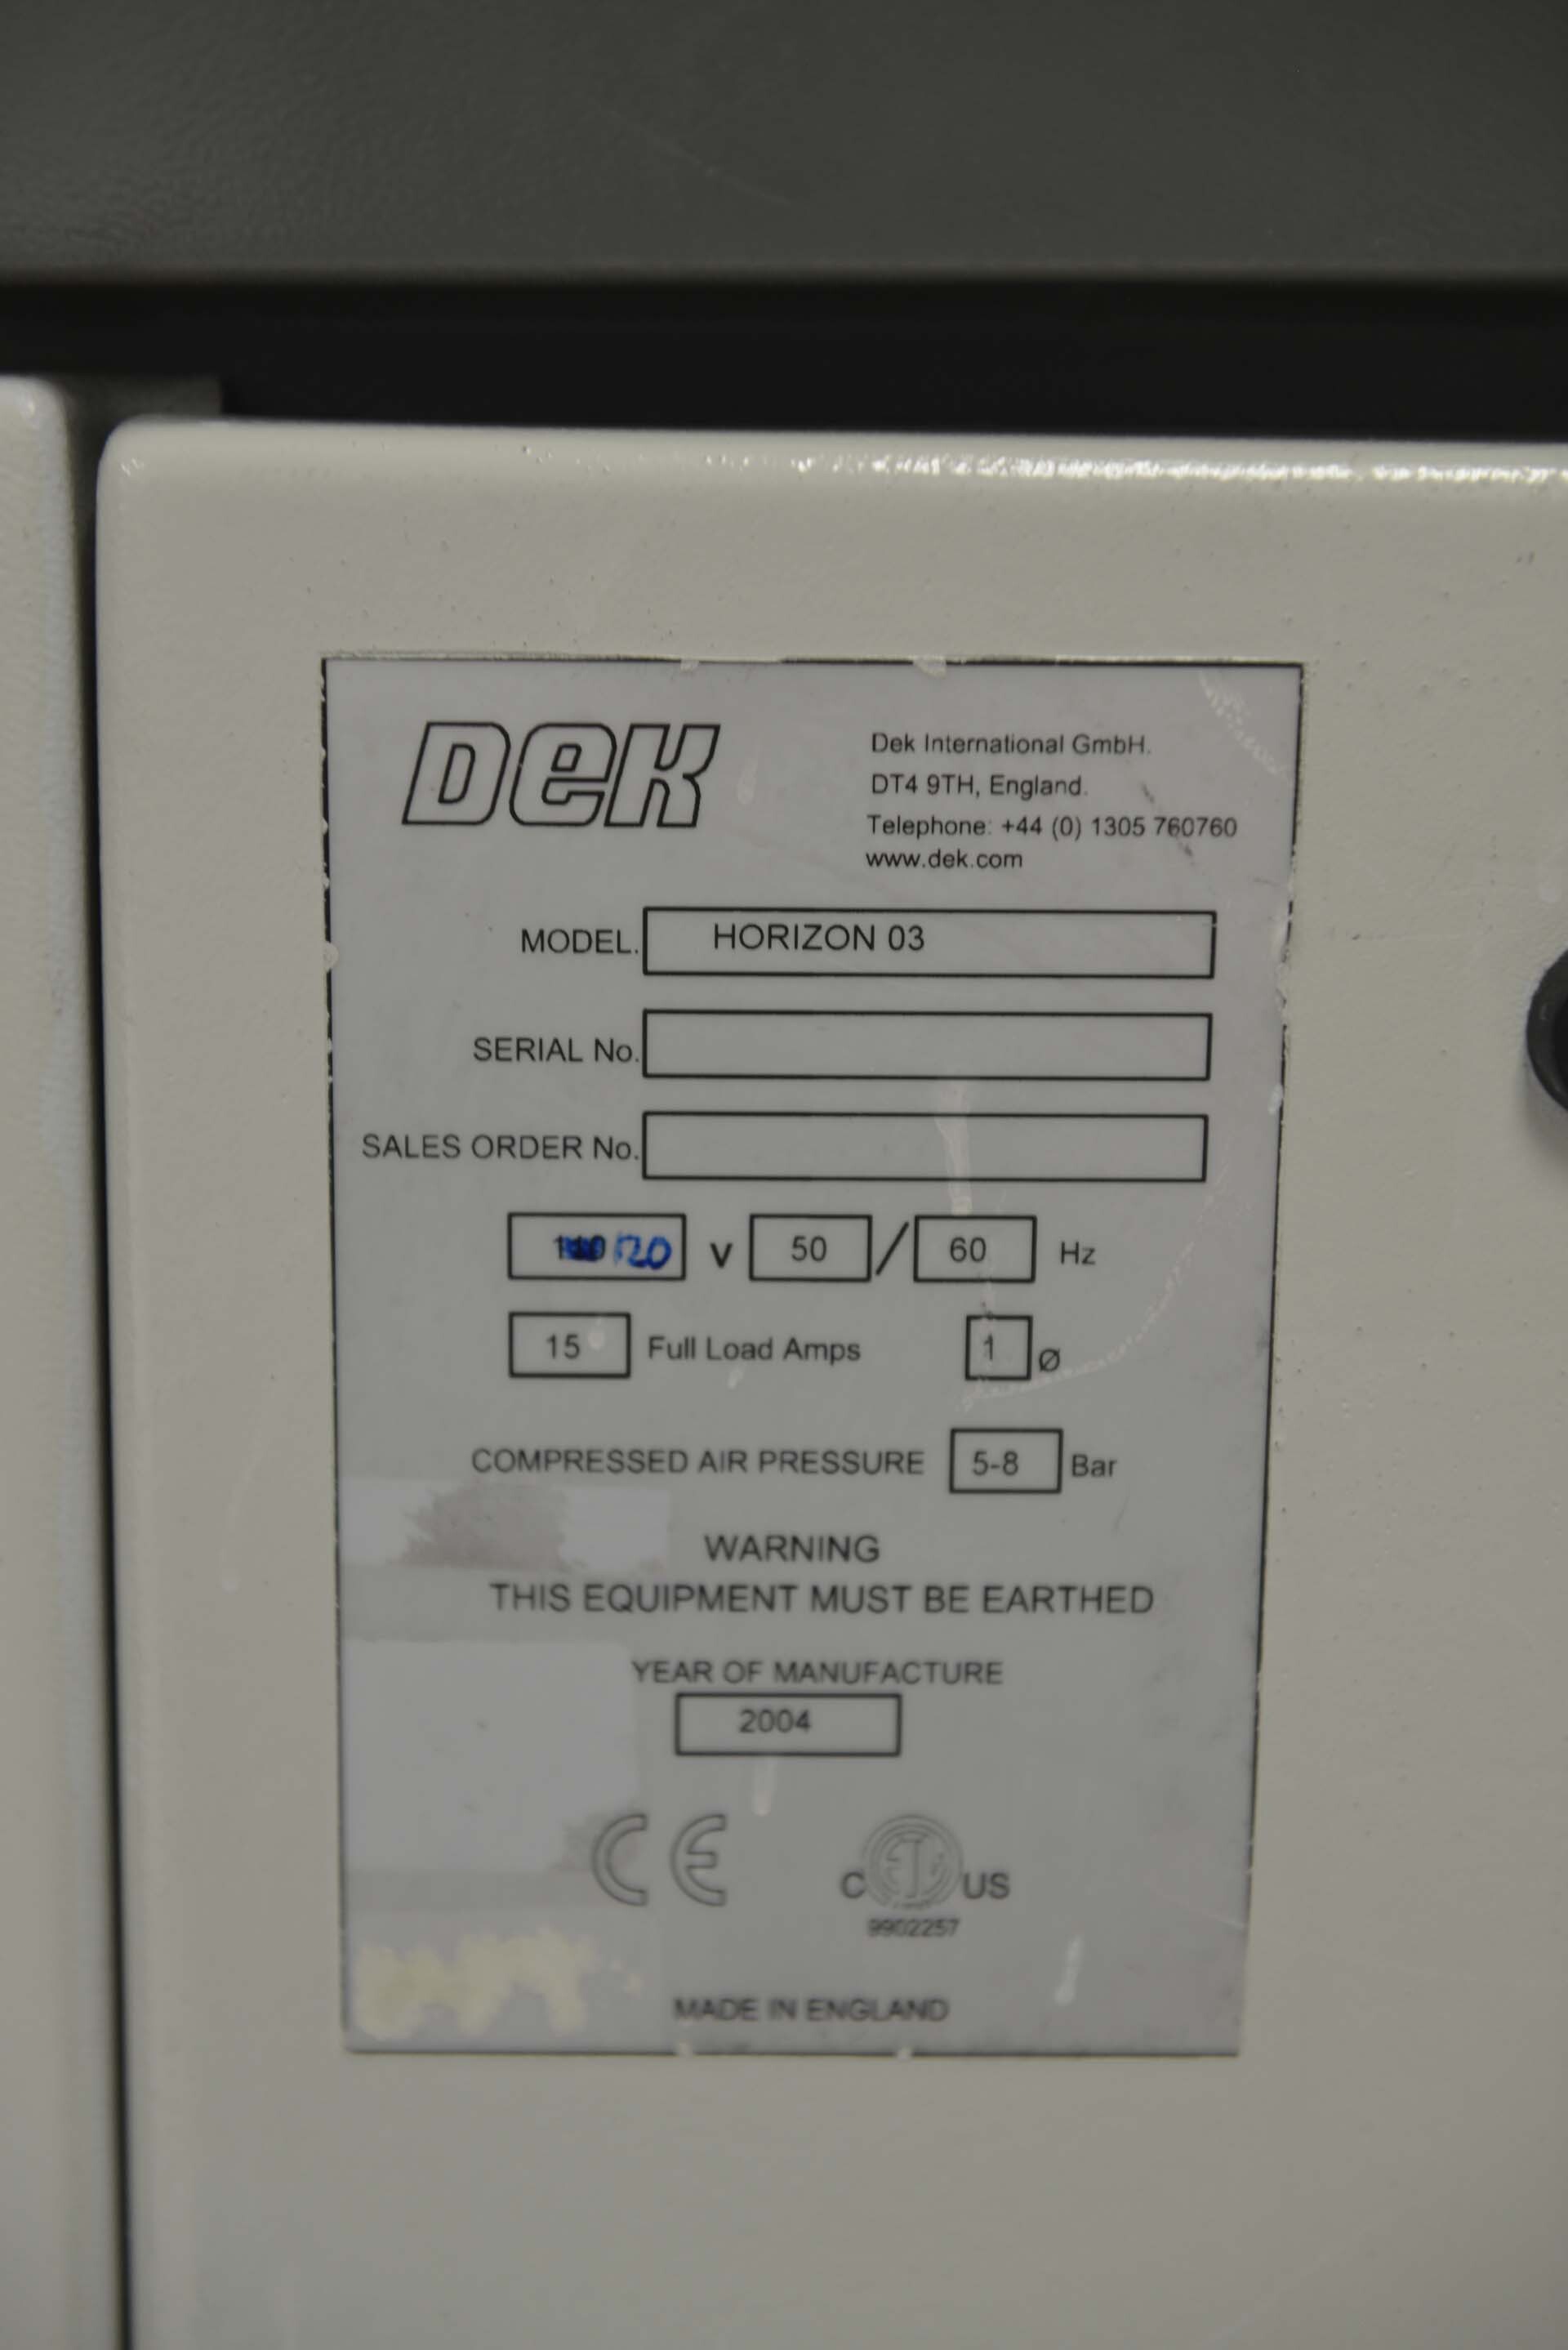 DEK
Dek International GmbH.
DT4 9TH, England.
Telephone: +44 (0) 1305 760760
www.dek.com
MODEL. HORIZON 03
SERIAL No.
SALES ORDER No.
120 V 50 / 60 Hz
15 Full Load Amps 1 Ø
COMPRESSED AIR PRESSURE 5-8 Bar
WARNING
THIS EQUIPMENT MUST BE EARTHED
YEAR OF MANUFACTURE
2004
CE
C ETL US
9902257
MADE IN ENGLAND